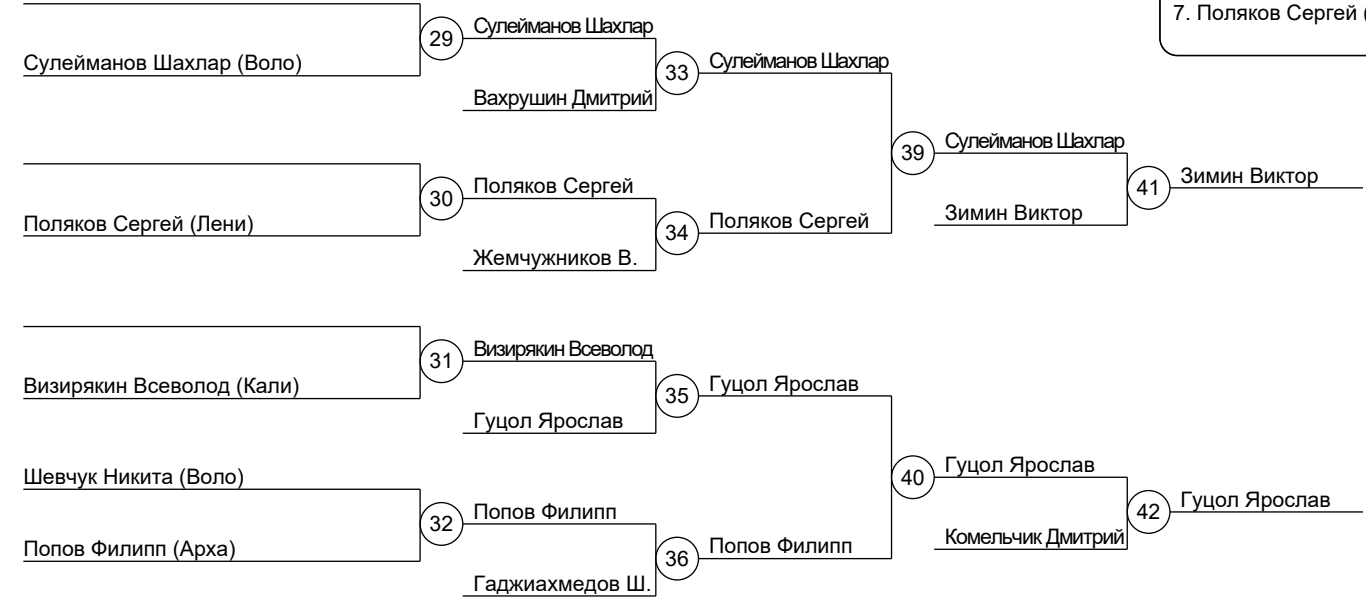 7. Поляков Сергей (
29
Сулейманов Шахлар
Сулейманов Шахлар (Воло)
33
Сулейманов Шахлар
Вахрушин Дмитрий
39
Сулейманов Шахлар
30
Поляков Сергей
Поляков Сергей (Лени)
34
Поляков Сергей
Жемчужников В.
41
Зимин Виктор
Зимин Виктор
31
Визирякин Всеволод
Визирякин Всеволод (Кали)
35
Гуцол Ярослав
Гуцол Ярослав
40
Гуцол Ярослав
Шевчук Никита (Воло)
32
Попов Филипп
Попов Филипп (Арха)
36
Попов Филипп
Гаджиахмедов Ш.
42
Гуцол Ярослав
Комельчик Дмитрий